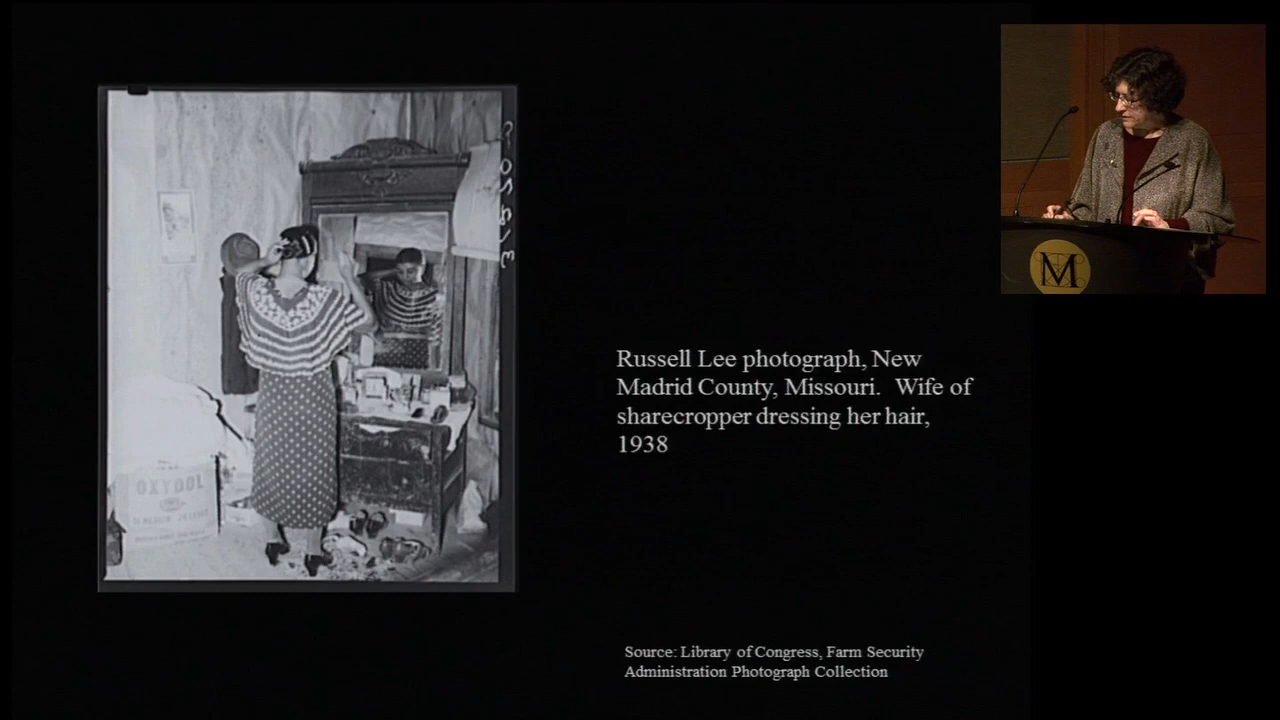 Russell Lee photograph, New
Madrid County, Missouri. Wife of
sharecropper dressing her hair,
1938
Source: Library of Congress, Farm Security
Administration Photograph Collection
OXYDOL
M